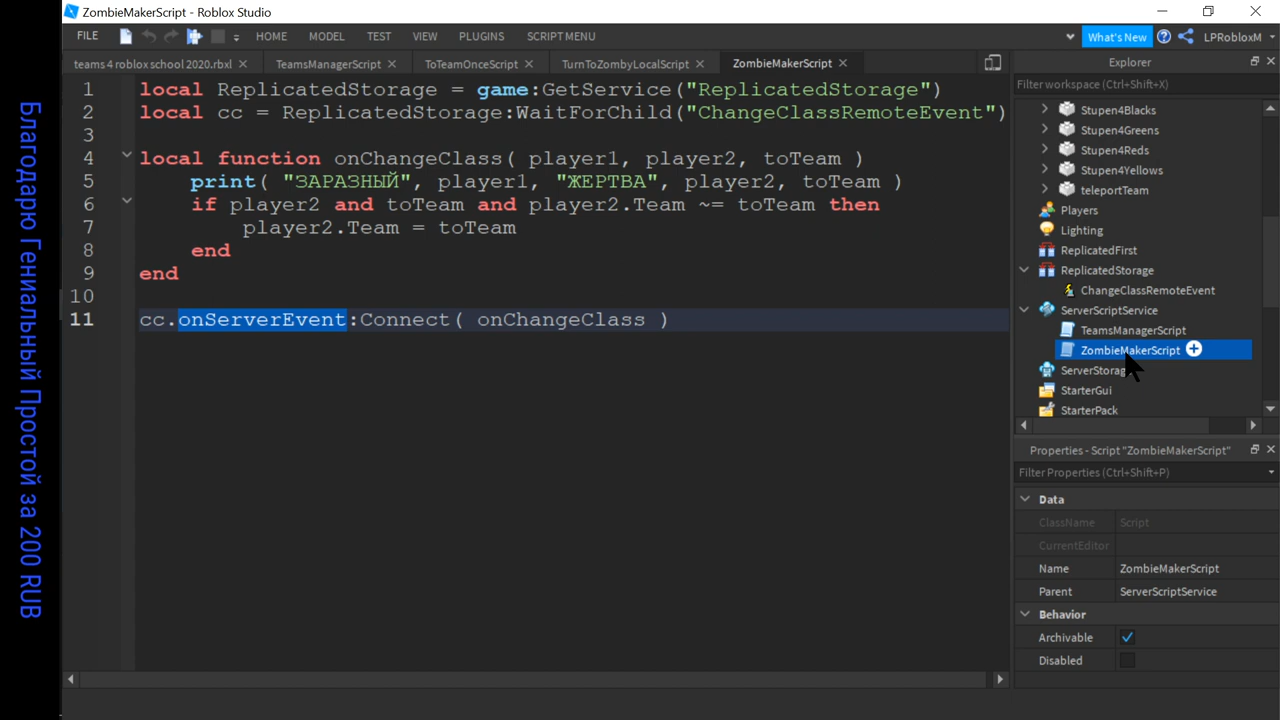 ZombieMakerScript - Roblox Studio
FILE HOME MODEL TEST VIEW PLUGINS SCRIPT MENU What's New LPRobloxM
teams 4 roblox school 2020.rbxl TeamsManagerScript ToTeamOnceScript TurnToZombyLocalScript ZombieMakerScript
1 local ReplicatedStorage = game:GetService("ReplicatedStorage")
2 local cc = ReplicatedStorage:WaitForChild("ChangeClassRemoteEvent")
3
4 local function onChangeClass( player1, player2, toTeam )
5 print( "ЗАРАЗНЫЙ", player1, "ЖЕРТВА", player2, toTeam )
6 if player2 and toTeam and player2.Team ~= toTeam then
7 player2.Team = toTeam
8 end
9 end
10
11 cc.onServerEvent:Connect( onChangeClass )
Explorer
Filter workspace (Ctrl+Shift+X)
Stupen4Blacks
Stupen4Greens
Stupen4Reds
Stupen4Yellows
teleportTeam
Players
Lighting
ReplicatedFirst
ReplicatedStorage
ChangeClassRemoteEvent
ServerScriptService
TeamsManagerScript
ZombieMakerScript
ServerStorag
StarterGui
StarterPack
Properties - Script "ZombieMakerScript"
Filter Properties (Ctrl+Shift+P)
Data
ClassName Script
CurrentEditor
Name ZombieMakerScript
Parent ServerScriptService
Behavior
Archivable
Disabled
Благодарю Гениальный Простой за 200 RUB